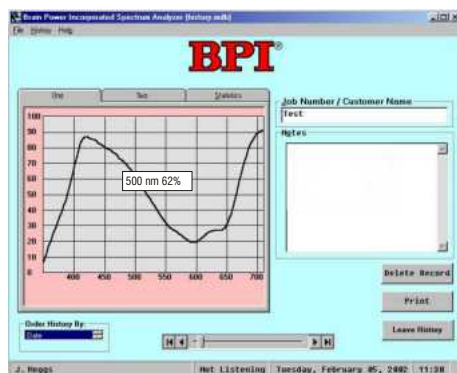 Brain Power Incorporated Spectrum Analyzer (history.mdb)
File History Help
BPI®
One Two Statistics
100
90
80
70
60
50
40
30
20
10
0
400 450 500 550 600 650 700
500 nm 62%
Job Number / Customer Name
Test
Notes
Delete Record
Print
Leave History
Order History By:
Date
J. Meggs Not Listening Tuesday, February 05, 2002 11:30